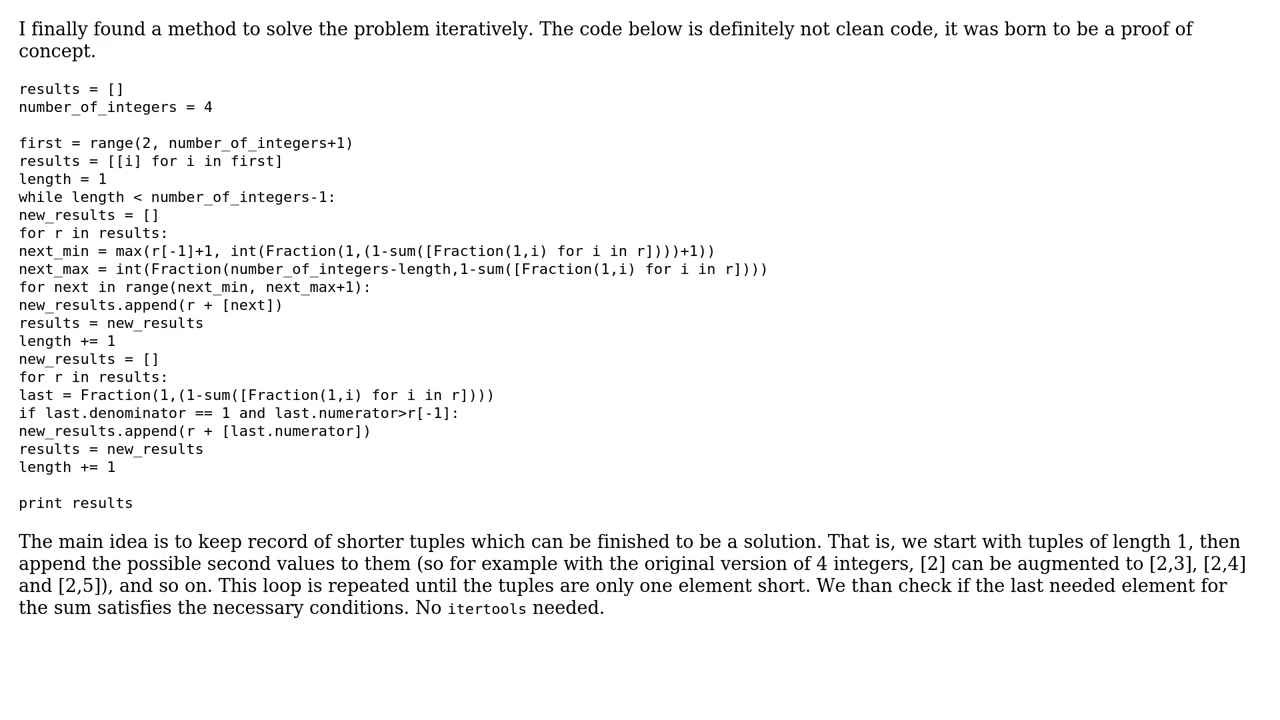 I finally found a method to solve the problem iteratively. The code below is definitely not clean code, it was born to be a proof of
concept.
results = []
number_of_integers = 4
first = range(2, number_of_integers+1)
results = [[i] for i in first]
length = 1
while length < number_of_integers-1:
new_results = []
for r in results:
next_min = max(r[-1]+1, int(Fraction(1,(1-sum([Fraction(1,i) for i in r])))+1))
next_max = int(Fraction(number_of_integers-length,1-sum([Fraction(1,i) for i in r])))
for next in range(next_min, next_max+1):
new_results.append(r + [next])
results = new_results
length += 1
new_results = []
for r in results:
last = Fraction(1,(1-sum([Fraction(1,i) for i in r])))
if last.denominator == 1 and last.numerator>r[-1]:
new_results.append(r + [last.numerator])
results = new_results
length += 1
print results
The main idea is to keep record of shorter tuples which can be finished to be a solution. That is, we start with tuples of length 1, then
append the possible second values to them (so for example with the original version of 4 integers, [2] can be augmented to [2,3], [2,4]
and [2,5]), and so on. This loop is repeated until the tuples are only one element short. We than check if the last needed element for
the sum satisfies the necessary conditions. No itertools needed.